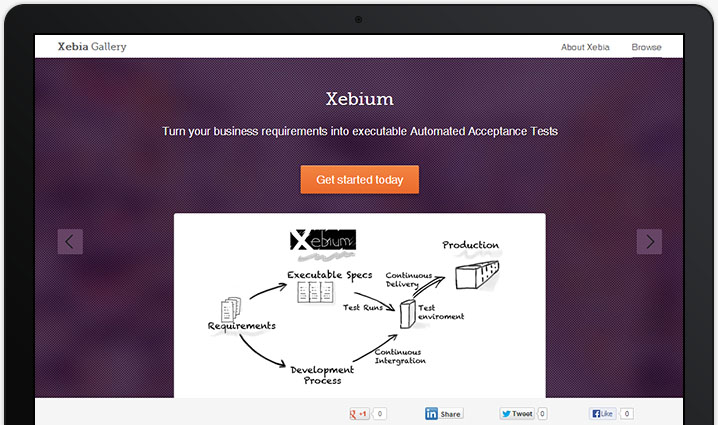 Xebia Gallery
About Xebia
Browse
Xebium
Turn your business requirements into executable Automated Acceptance Tests
Get started today
Xebium
Production
Executable Specs
Continuous
Delivery
Test Runs
Test
enviroment
Requirements
Continuous
Intergration
Development
Process
g +1
0
in Share
Tweet
0
f Like
0